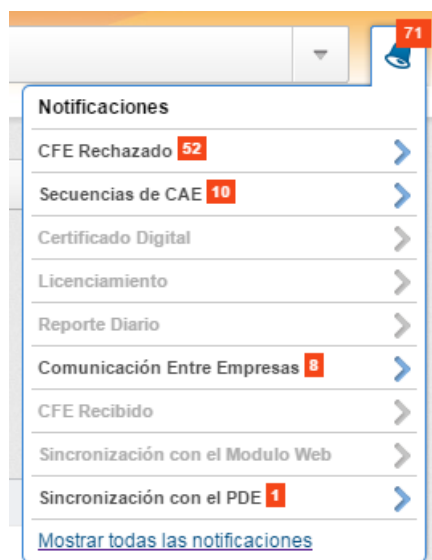 71
Notificaciones
CFE Rechazado 52
Secuencias de CAE 10
Certificado Digital
Licenciamiento
Reporte Diario
Comunicación Entre Empresas 8
CFE Recibido
Sincronización con el Modulo Web
Sincronización con el PDE 1
Mostrar todas las notificaciones